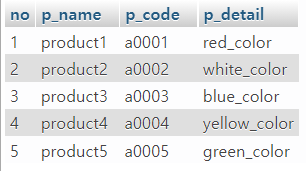 no p_name p_code p_detail
1 product1 a0001 red_color
2 product2 a0002 white_color
3 product3 a0003 blue_color
4 product4 a0004 yellow_color
5 product5 a0005 green_color